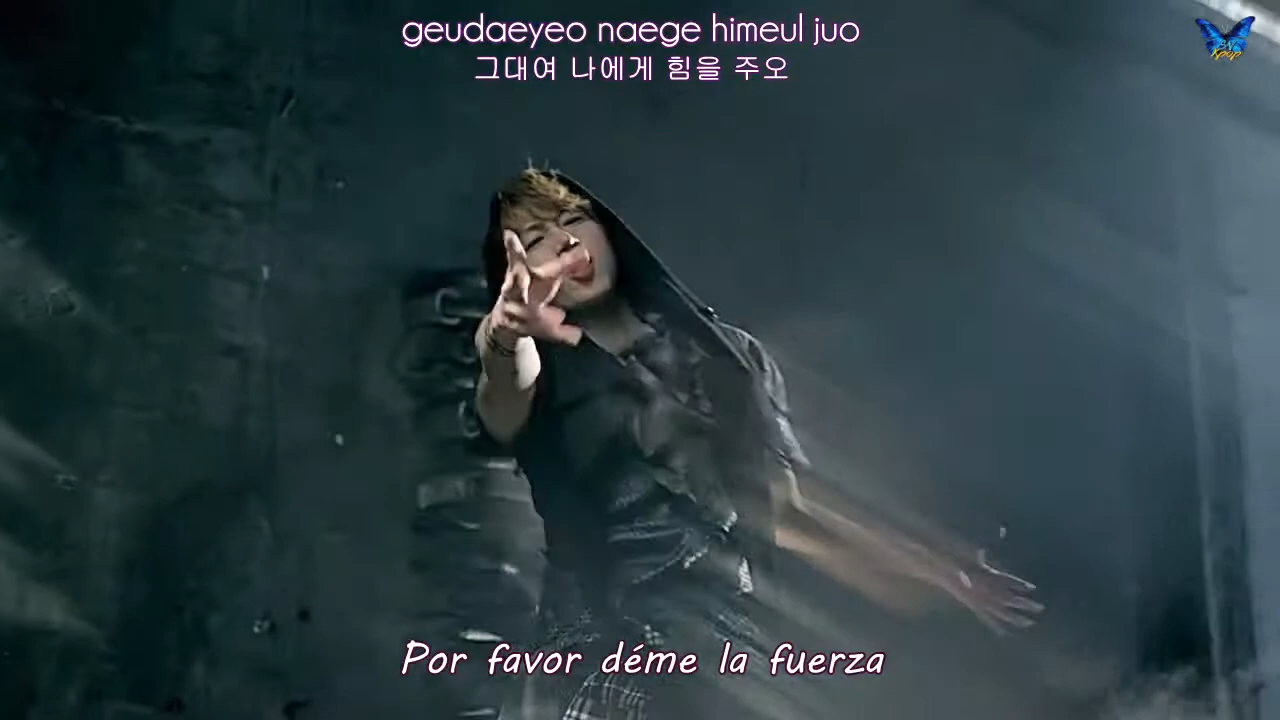 geudaeyeo naege himeul juo
그대여 나에게 힘을 주오
Kpop
Por favor déme la fuerza